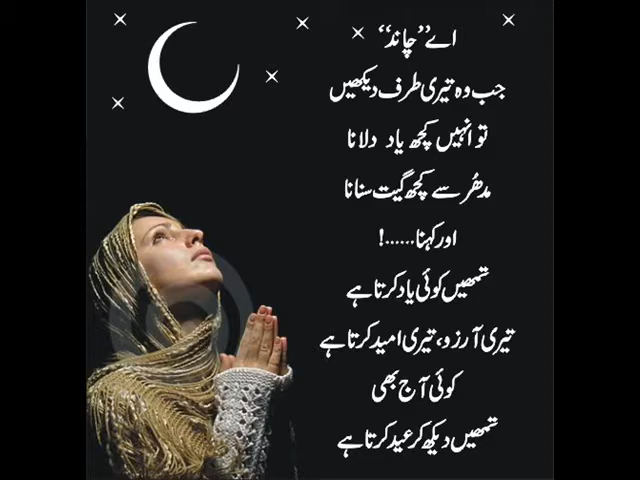 اے”چاند“
جب وہ تیری طرف دیکھیں
تو انہیں کچھ یاد دلانا
مدھُر سے کچھ گیت سنانا
اور کہنا......!
تمھیں کوئی یاد کرتا ہے
تیری آرزو، تیری امید کرتا ہے
کوئی آج بھی
تمھیں دیکھ کر عید کرتا ہے